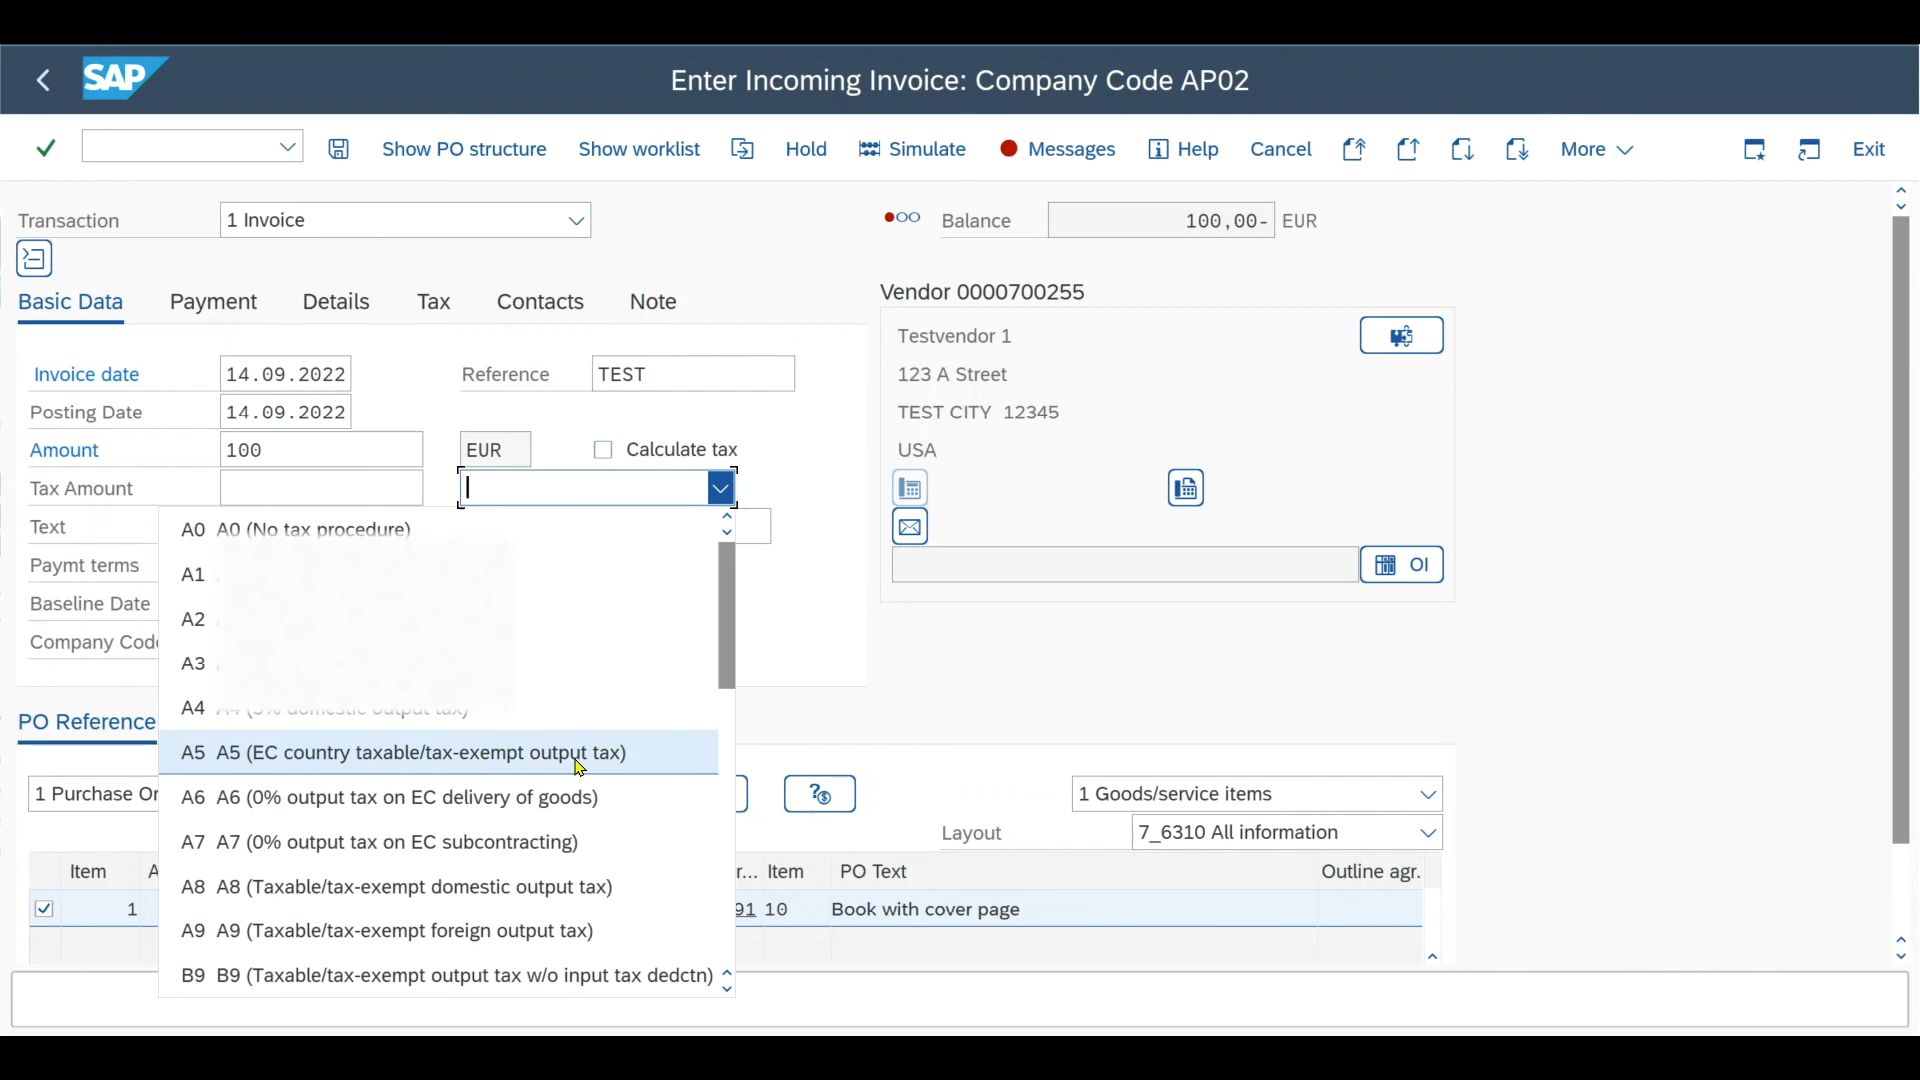 SAP
Enter Incoming Invoice: Company Code AP02
Show PO structure Show worklist Hold Simulate Messages Help Cancel More Exit
Transaction 1 Invoice Balance 100,00- EUR
Vendor 0000700255
Basic Data Payment Details Tax Contacts Note
Testvendor 1
Invoice date 14.09.2022 Reference TEST 123 A Street
Posting Date 14.09.2022 TEST CITY 12345
Amount 100 EUR Calculate tax USA
Tax Amount
Text A0 A0 (No tax procedure)
Paymt terms A1 OI
Baseline Date A2
Company Code A3
A4
PO Reference
A5 A5 (EC country taxable/tax-exempt output tax)
1 Purchase Or A6 A6 (0% output tax on EC delivery of goods) 1 Goods/service items
A7 A7 (0% output tax on EC subcontracting) Layout 7_6310 All information
Item A A8 A8 (Taxable/tax-exempt domestic output tax) r... Item PO Text Outline agr.
1 A9 A9 (Taxable/tax-exempt foreign output tax) 91 10 Book with cover page
B9 B9 (Taxable/tax-exempt output tax w/o input tax dedctn)